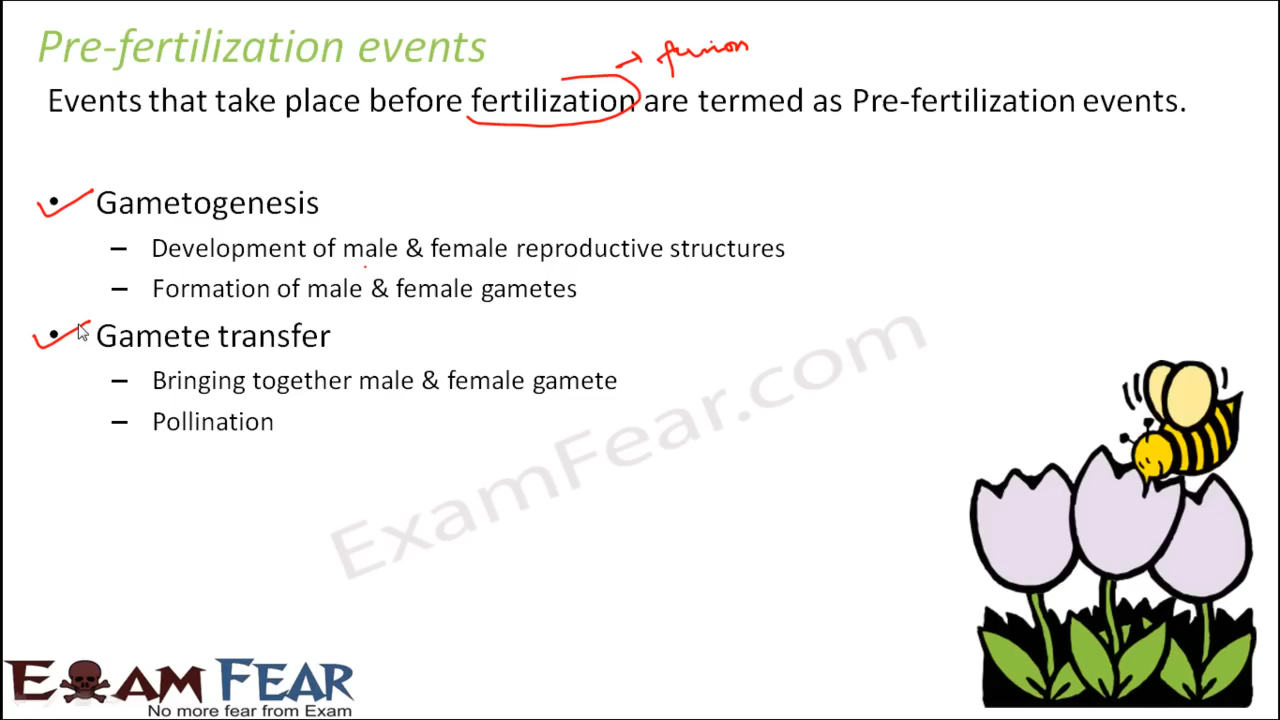 Pre-fertilization events
fusion
Events that take place before fertilization are termed as Pre-fertilization events.
• Gametogenesis
– Development of male & female reproductive structures
– Formation of male & female gametes
• Gamete transfer
– Bringing together male & female gamete
– Pollination
ExamFear.com
EXAM FEAR
No more fear from Exam